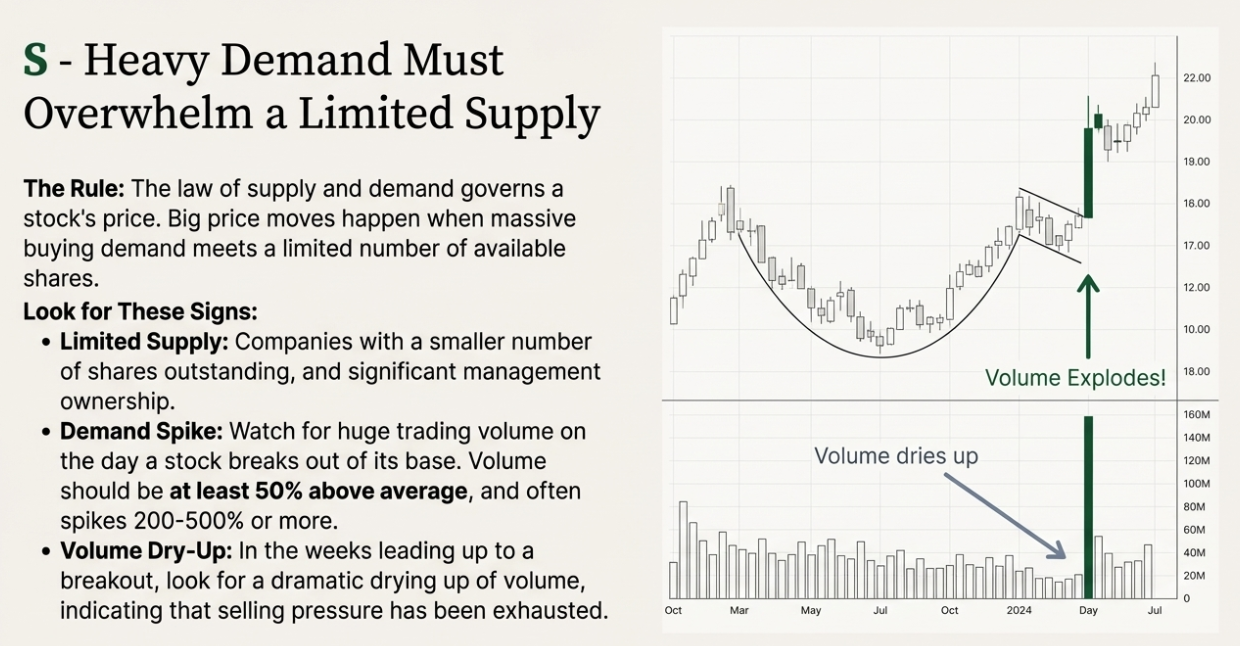 S - Heavy Demand Must
Overwhelm a Limited Supply
The Rule: The law of supply and demand governs a
stock's price. Big price moves happen when massive
buying demand meets a limited number of available
shares.
Look for These Signs:
• Limited Supply: Companies with a smaller number
of shares outstanding, and significant management
ownership.
• Demand Spike: Watch for huge trading volume on
the day a stock breaks out of its base. Volume
should be at least 50% above average, and often
spikes 200-500% or more.
• Volume Dry-Up: In the weeks leading up to a
breakout, look for a dramatic drying up of volume,
indicating that selling pressure has been exhausted.
22.00
20.00
19.00
18.00
17.00
12.00
10.00
18.00
Volume Explodes!
160M
140M
120M
100M
80M
60M
40M
20M
0
Volume dries up
Oct Mar May Jul Oct 2024 Day Jul